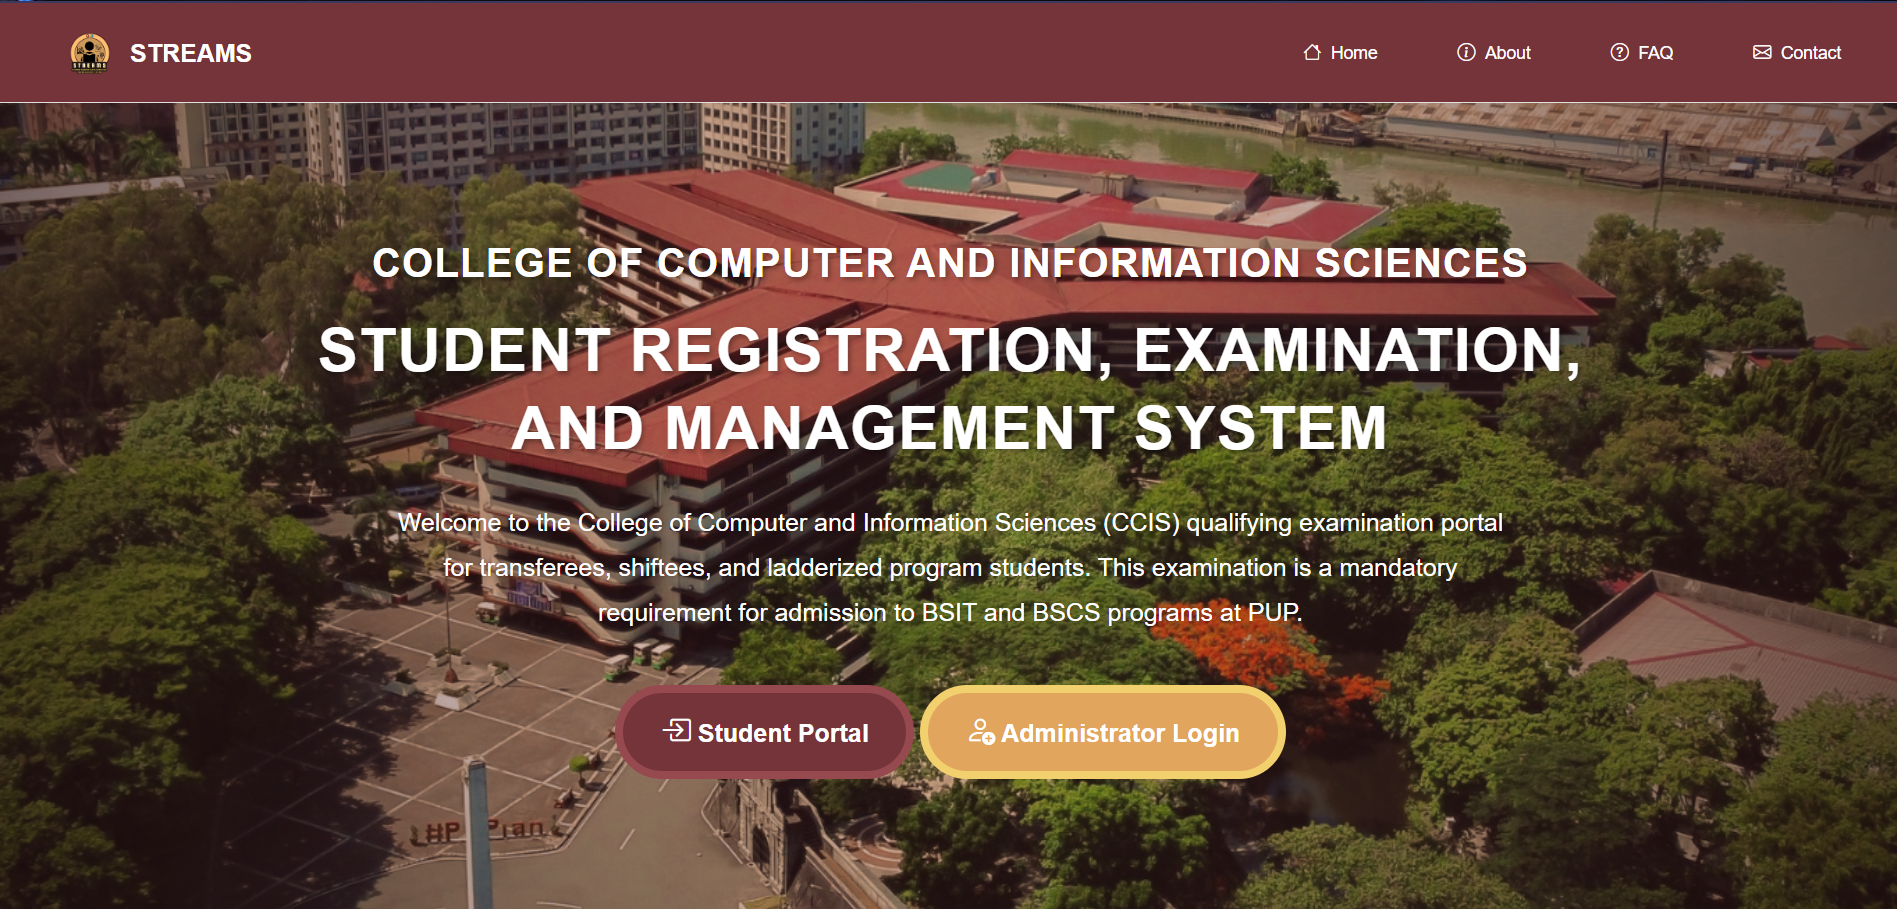 STREAMS
STREAMS
Home
About
FAQ
Contact
COLLEGE OF COMPUTER AND INFORMATION SCIENCES
STUDENT REGISTRATION, EXAMINATION,
AND MANAGEMENT SYSTEM
Welcome to the College of Computer and Information Sciences (CCIS) qualifying examination portal
for transferees, shiftees, and ladderized program students. This examination is a mandatory
requirement for admission to BSIT and BSCS programs at PUP.
Student Portal
Administrator Login